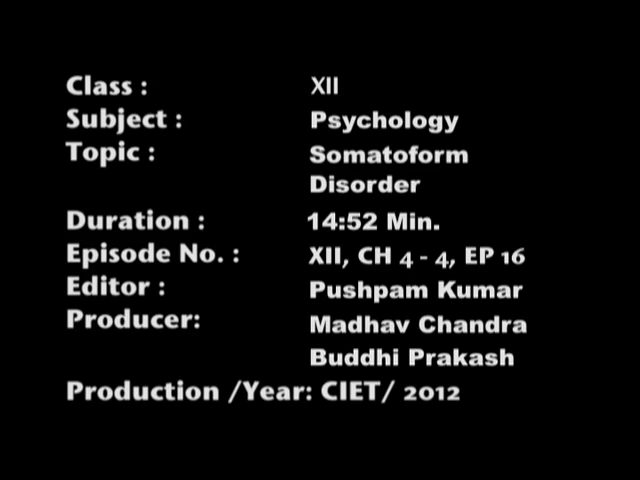 Class : XII
Subject : Psychology
Topic : Somatoform
Disorder
Duration : 14:52 Min.
Episode No. : XII, CH 4 - 4, EP 16
Editor : Pushpam Kumar
Producer: Madhav Chandra
Buddhi Prakash
Production /Year: CIET/ 2012